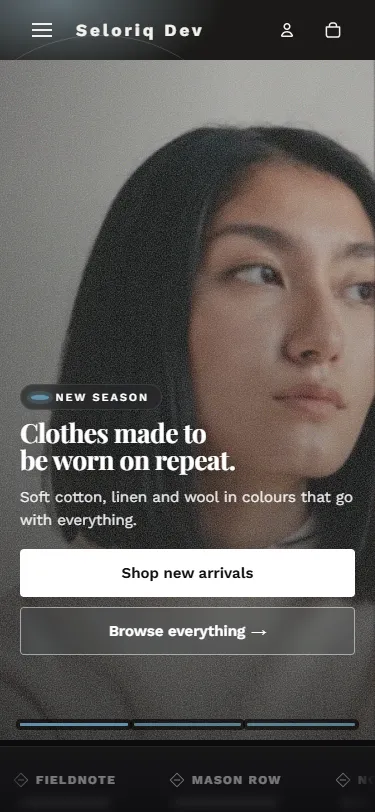 Seloriq Dev
NEW SEASON
Clothes made to
be worn on repeat.
Soft cotton, linen and wool in colours that go
with everything.
Shop new arrivals
Browse everything →
FIELDNOTE MASON ROW